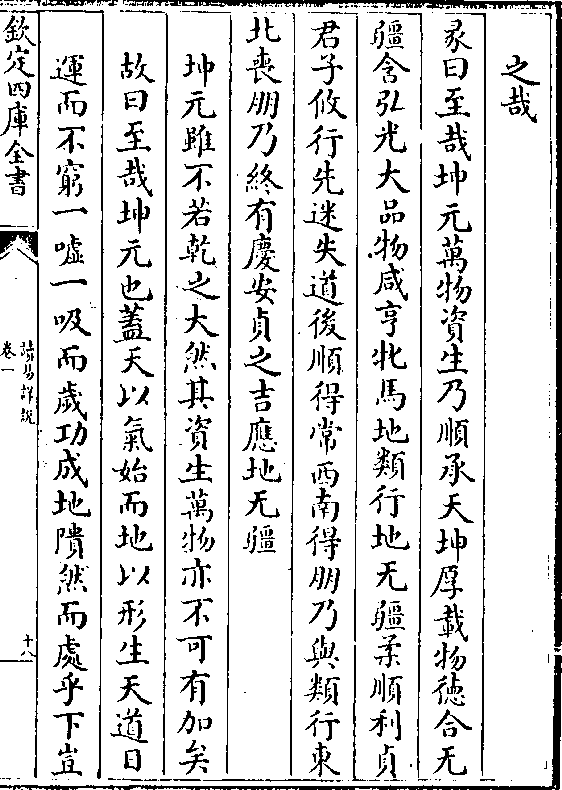 之哉
彖曰至哉坤元萬物資生乃順承天坤厚載物徳合无
疆含弘光大品物咸亨牝馬地類行地无疆柔順利貞
君子攸行先迷失道後順得常西南得朋乃與類行東
北喪朋乃終有慶安貞之吉應地无疆
坤元雖不若乾之大然其資生萬物亦不可有加矣
故曰至哉坤元也蓋天以氣始而地以形生天道日
運而不窮一噓一吸而歲功成地隤然而處乎下豈
欽定四庫全書
讀易詳說
卷一
十八